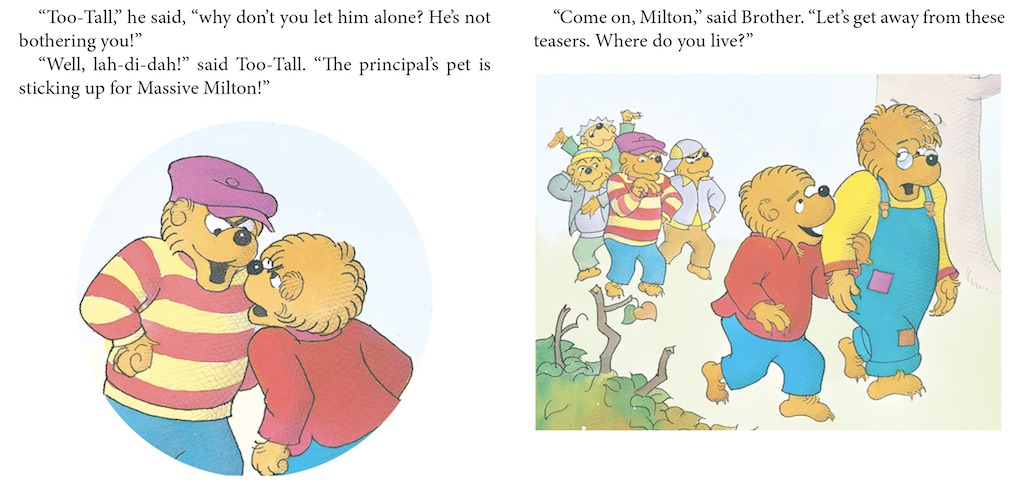 “Too-Tall,” he said, “why don’t you let him alone? He’s not
bothering you!”
“Well, lah-di-dah!” said Too-Tall. “The principal’s pet is
sticking up for Massive Milton!”
“Come on, Milton,” said Brother. “Let’s get away from these
teasers. Where do you live?”